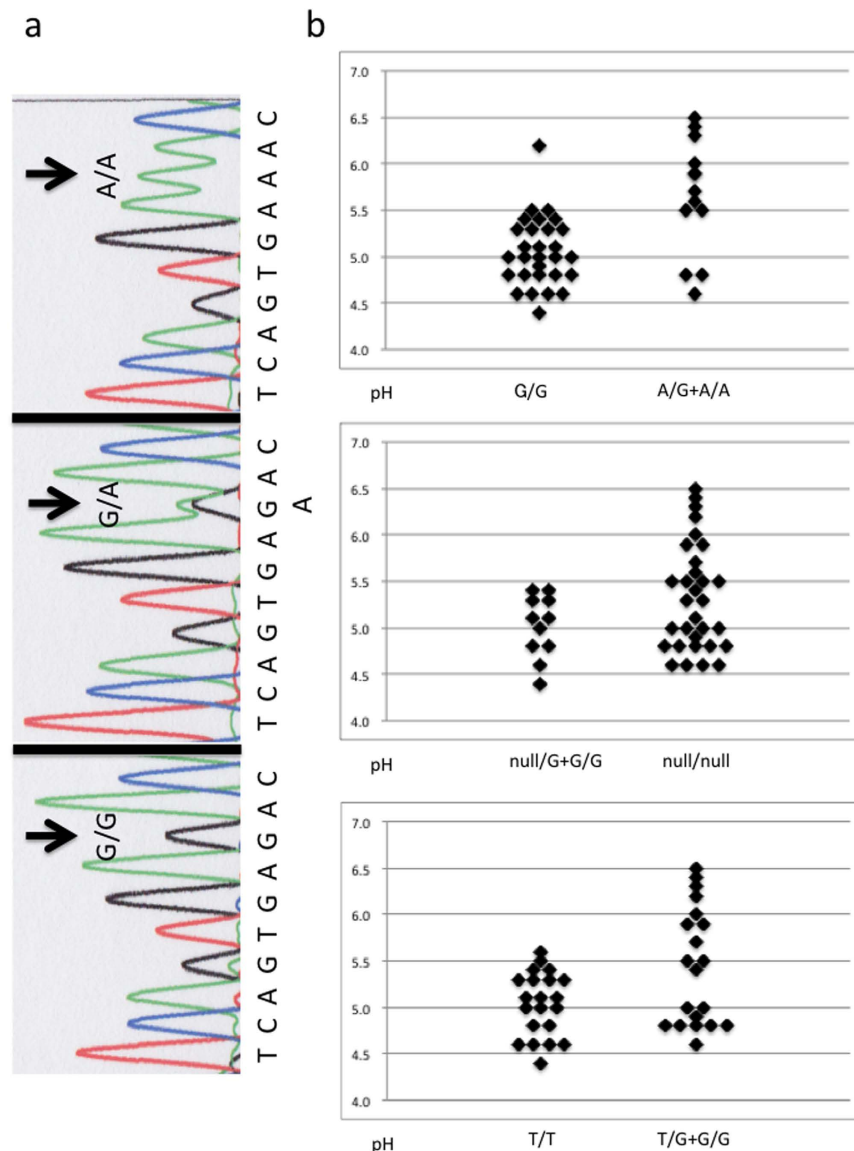 a
A/A
T C A G T G A A A C
G/A
T C A G T G A G A C
A
G/G
T C A G T G A G A C
b
7.0
6.5
6.0
5.5
5.0
4.5
4.0
pH G/G A/G+A/A
7.0
6.5
6.0
5.5
5.0
4.5
4.0
pH null/G+G/G null/null
7.0
6.5
6.0
5.5
5.0
4.5
4.0
pH T/T T/G+G/G